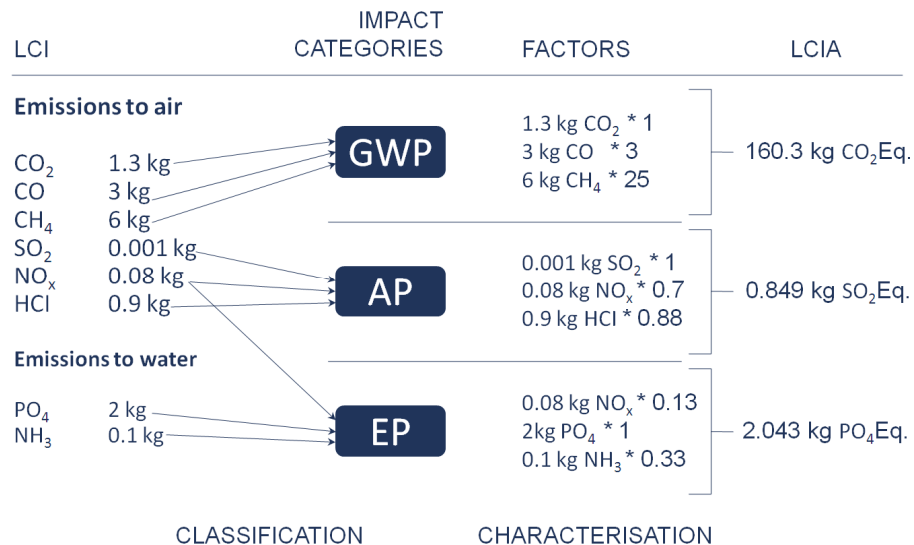 LCI
IMPACT
CATEGORIES
FACTORS
LCIA
Emissions to air
CO₂ 1.3 kg
CO 3 kg
CH₄ 6 kg
SO₂ 0.001 kg
NOₓ 0.08 kg
HCl 0.9 kg
GWP
1.3 kg CO₂ * 1
3 kg CO * 3
6 kg CH₄ * 25
160.3 kg CO₂Eq.
AP
0.001 kg SO₂ * 1
0.08 kg NOₓ * 0.7
0.9 kg HCl * 0.88
0.849 kg SO₂Eq.
Emissions to water
PO₄ 2 kg
NH₃ 0.1 kg
EP
0.08 kg NOₓ * 0.13
2kg PO₄ * 1
0.1 kg NH₃ * 0.33
2.043 kg PO₄Eq.
CLASSIFICATION
CHARACTERISATION